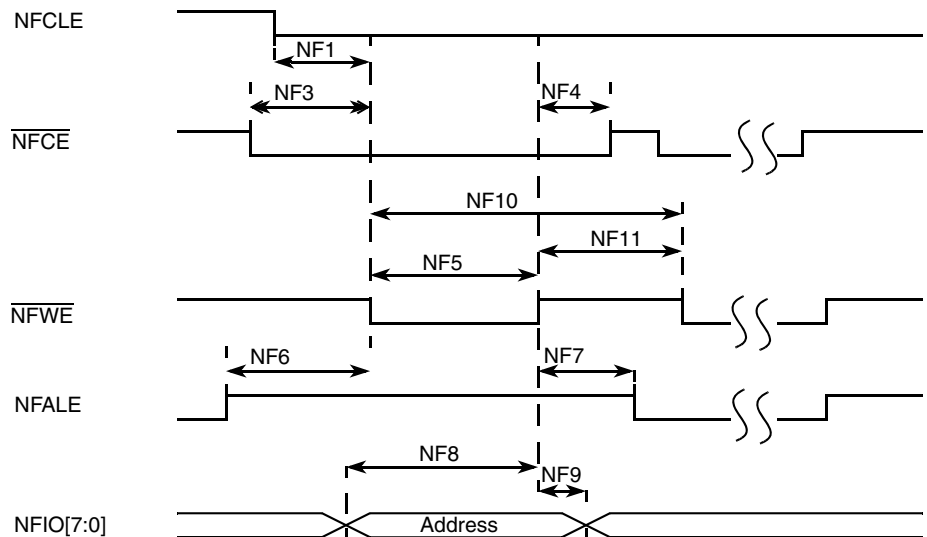 NFCLE
NF1
NF3
NF4
NFCE
NF10
NF11
NF5
NFWE
NF6
NF7
NFALE
NF8
NF9
NFIO[7:0]
Address